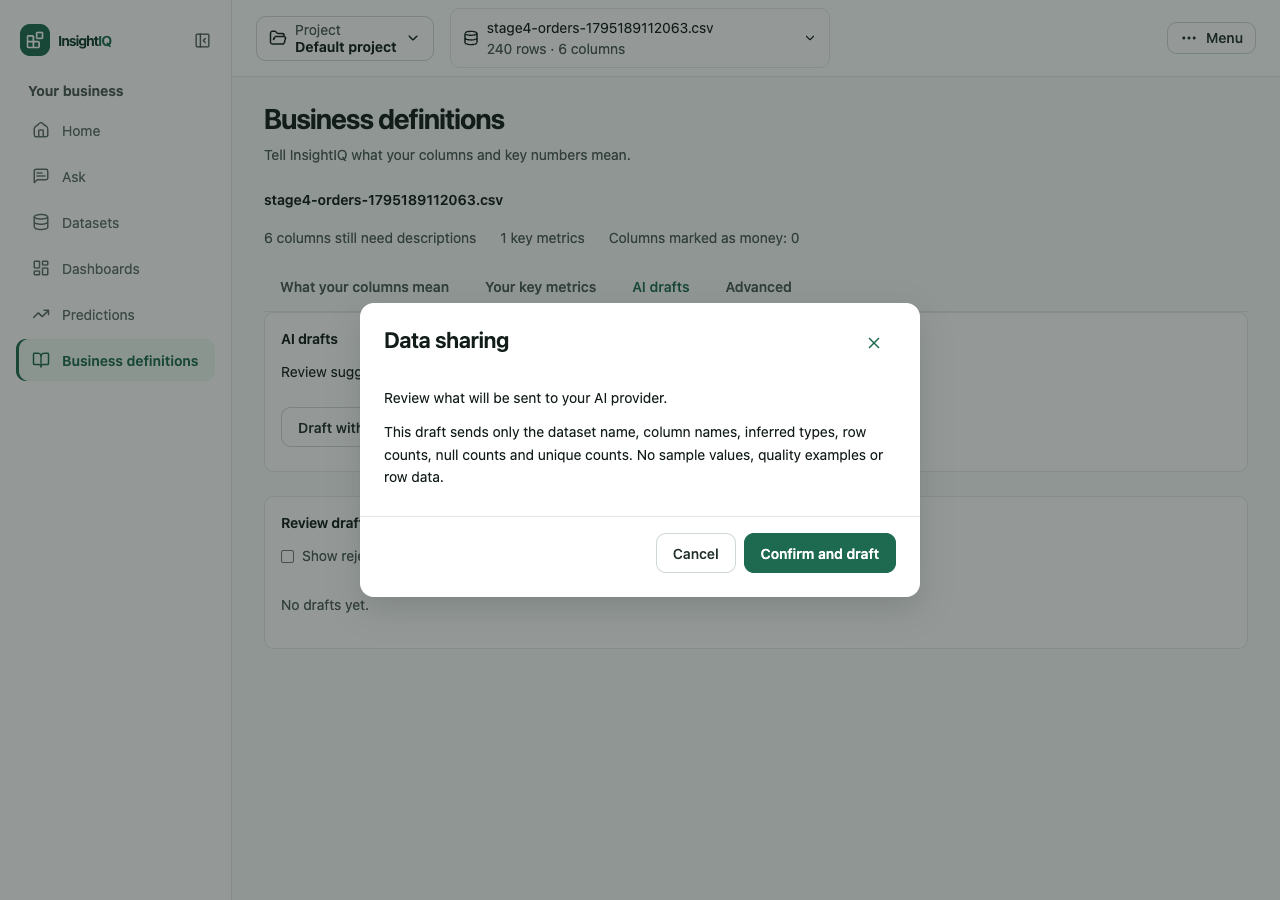 InsightIQ
Project
Default project
stage4-orders-1795189112063.csv
240 rows · 6 columns
Menu
Your business
Home
Ask
Datasets
Dashboards
Predictions
Business definitions
Business definitions
Tell InsightIQ what your columns and key numbers mean.
stage4-orders-1795189112063.csv
6 columns still need descriptions 1 key metrics Columns marked as money: 0
What your columns mean Your key metrics AI drafts Advanced
AI drafts
Review
Draft
Review
Show
No drafts yet.
Data sharing
Review what will be sent to your AI provider.
This draft sends only the dataset name, column names, inferred types, row
counts, null counts and unique counts. No sample values, quality examples or
row data.
Cancel Confirm and draft